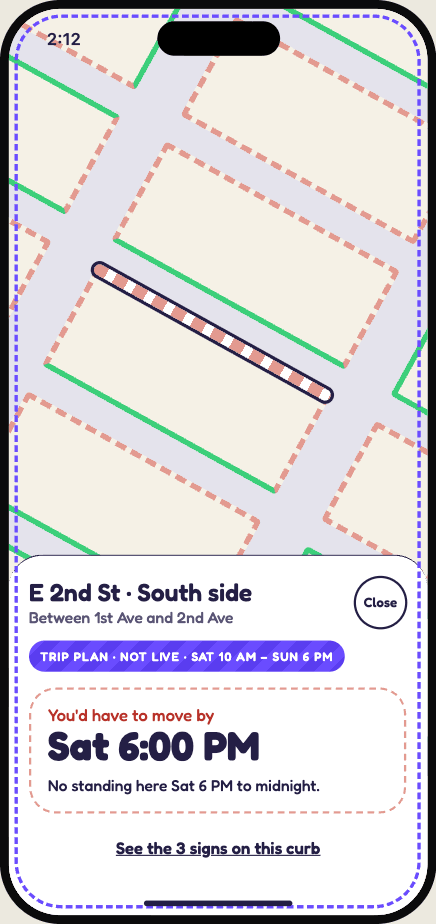 2:12
E 2nd St · South side
Between 1st Ave and 2nd Ave
Close
TRIP PLAN · NOT LIVE · SAT 10 AM – SUN 6 PM
You'd have to move by
Sat 6:00 PM
No standing here Sat 6 PM to midnight.
See the 3 signs on this curb